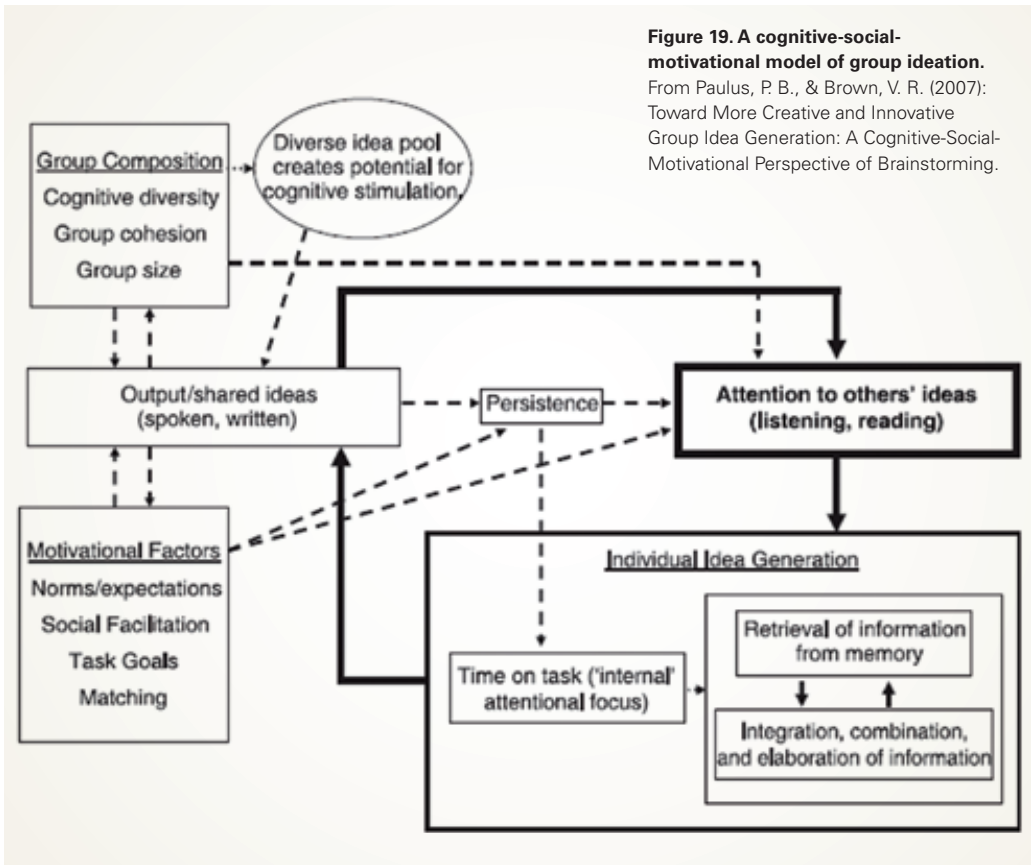 Figure 19. A cognitive-social-
motivational model of group ideation.
From Paulus, P. B., & Brown, V. R. (2007):
Toward More Creative and Innovative
Group Idea Generation: A Cognitive-Social-
Motivational Perspective of Brainstorming.
Group Composition
Cognitive diversity
Group cohesion
Group size
Diverse idea pool
creates potential for
cognitive stimulation.
Output/shared ideas
(spoken, written)
Persistence
Attention to others' ideas
(listening, reading)
Motivational Factors
Norms/expectations
Social Facilitation
Task Goals
Matching
Individual Idea Generation
Time on task ('internal'
attentional focus)
Retrieval of information
from memory
Integration, combination,
and elaboration of information